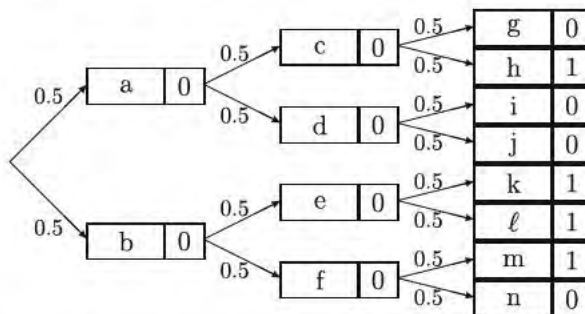 0.5 g 0
c 0
0.5 0.5 h 1
0.5 a 0
0.5 0.5 i 0
d 0
0.5 j 0
0.5 k 1
e 0
0.5 b 0 0.5 0.5 ℓ 1
0.5 0.5 m 1
f 0
0.5 n 0